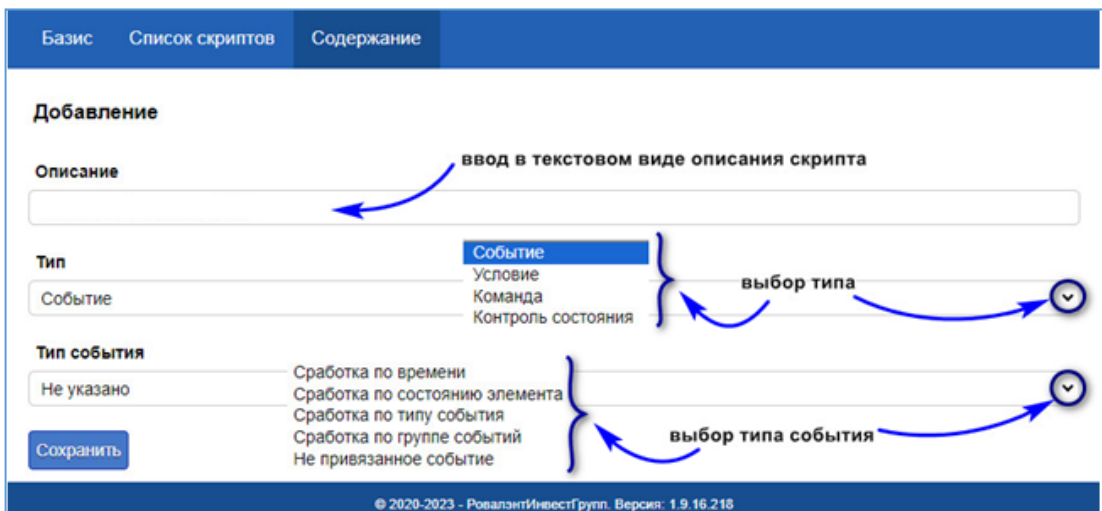 Базис Список скриптов Содержание
Добавление
ввод в текстовом виде описания скрипта
Описание
Событие
Тип
Условие
выбор типа
Событие
Команда
Контроль состояния
Тип события
Сработка по времени
Не указано
Сработка по состоянию элемента
Сработка по типу события
Сработка по группе событий
выбор типа события
Сохранить
Не привязанное событие
© 2020-2023 - РовалэнтИнвестГрупп. Версия: 1.9.16.218